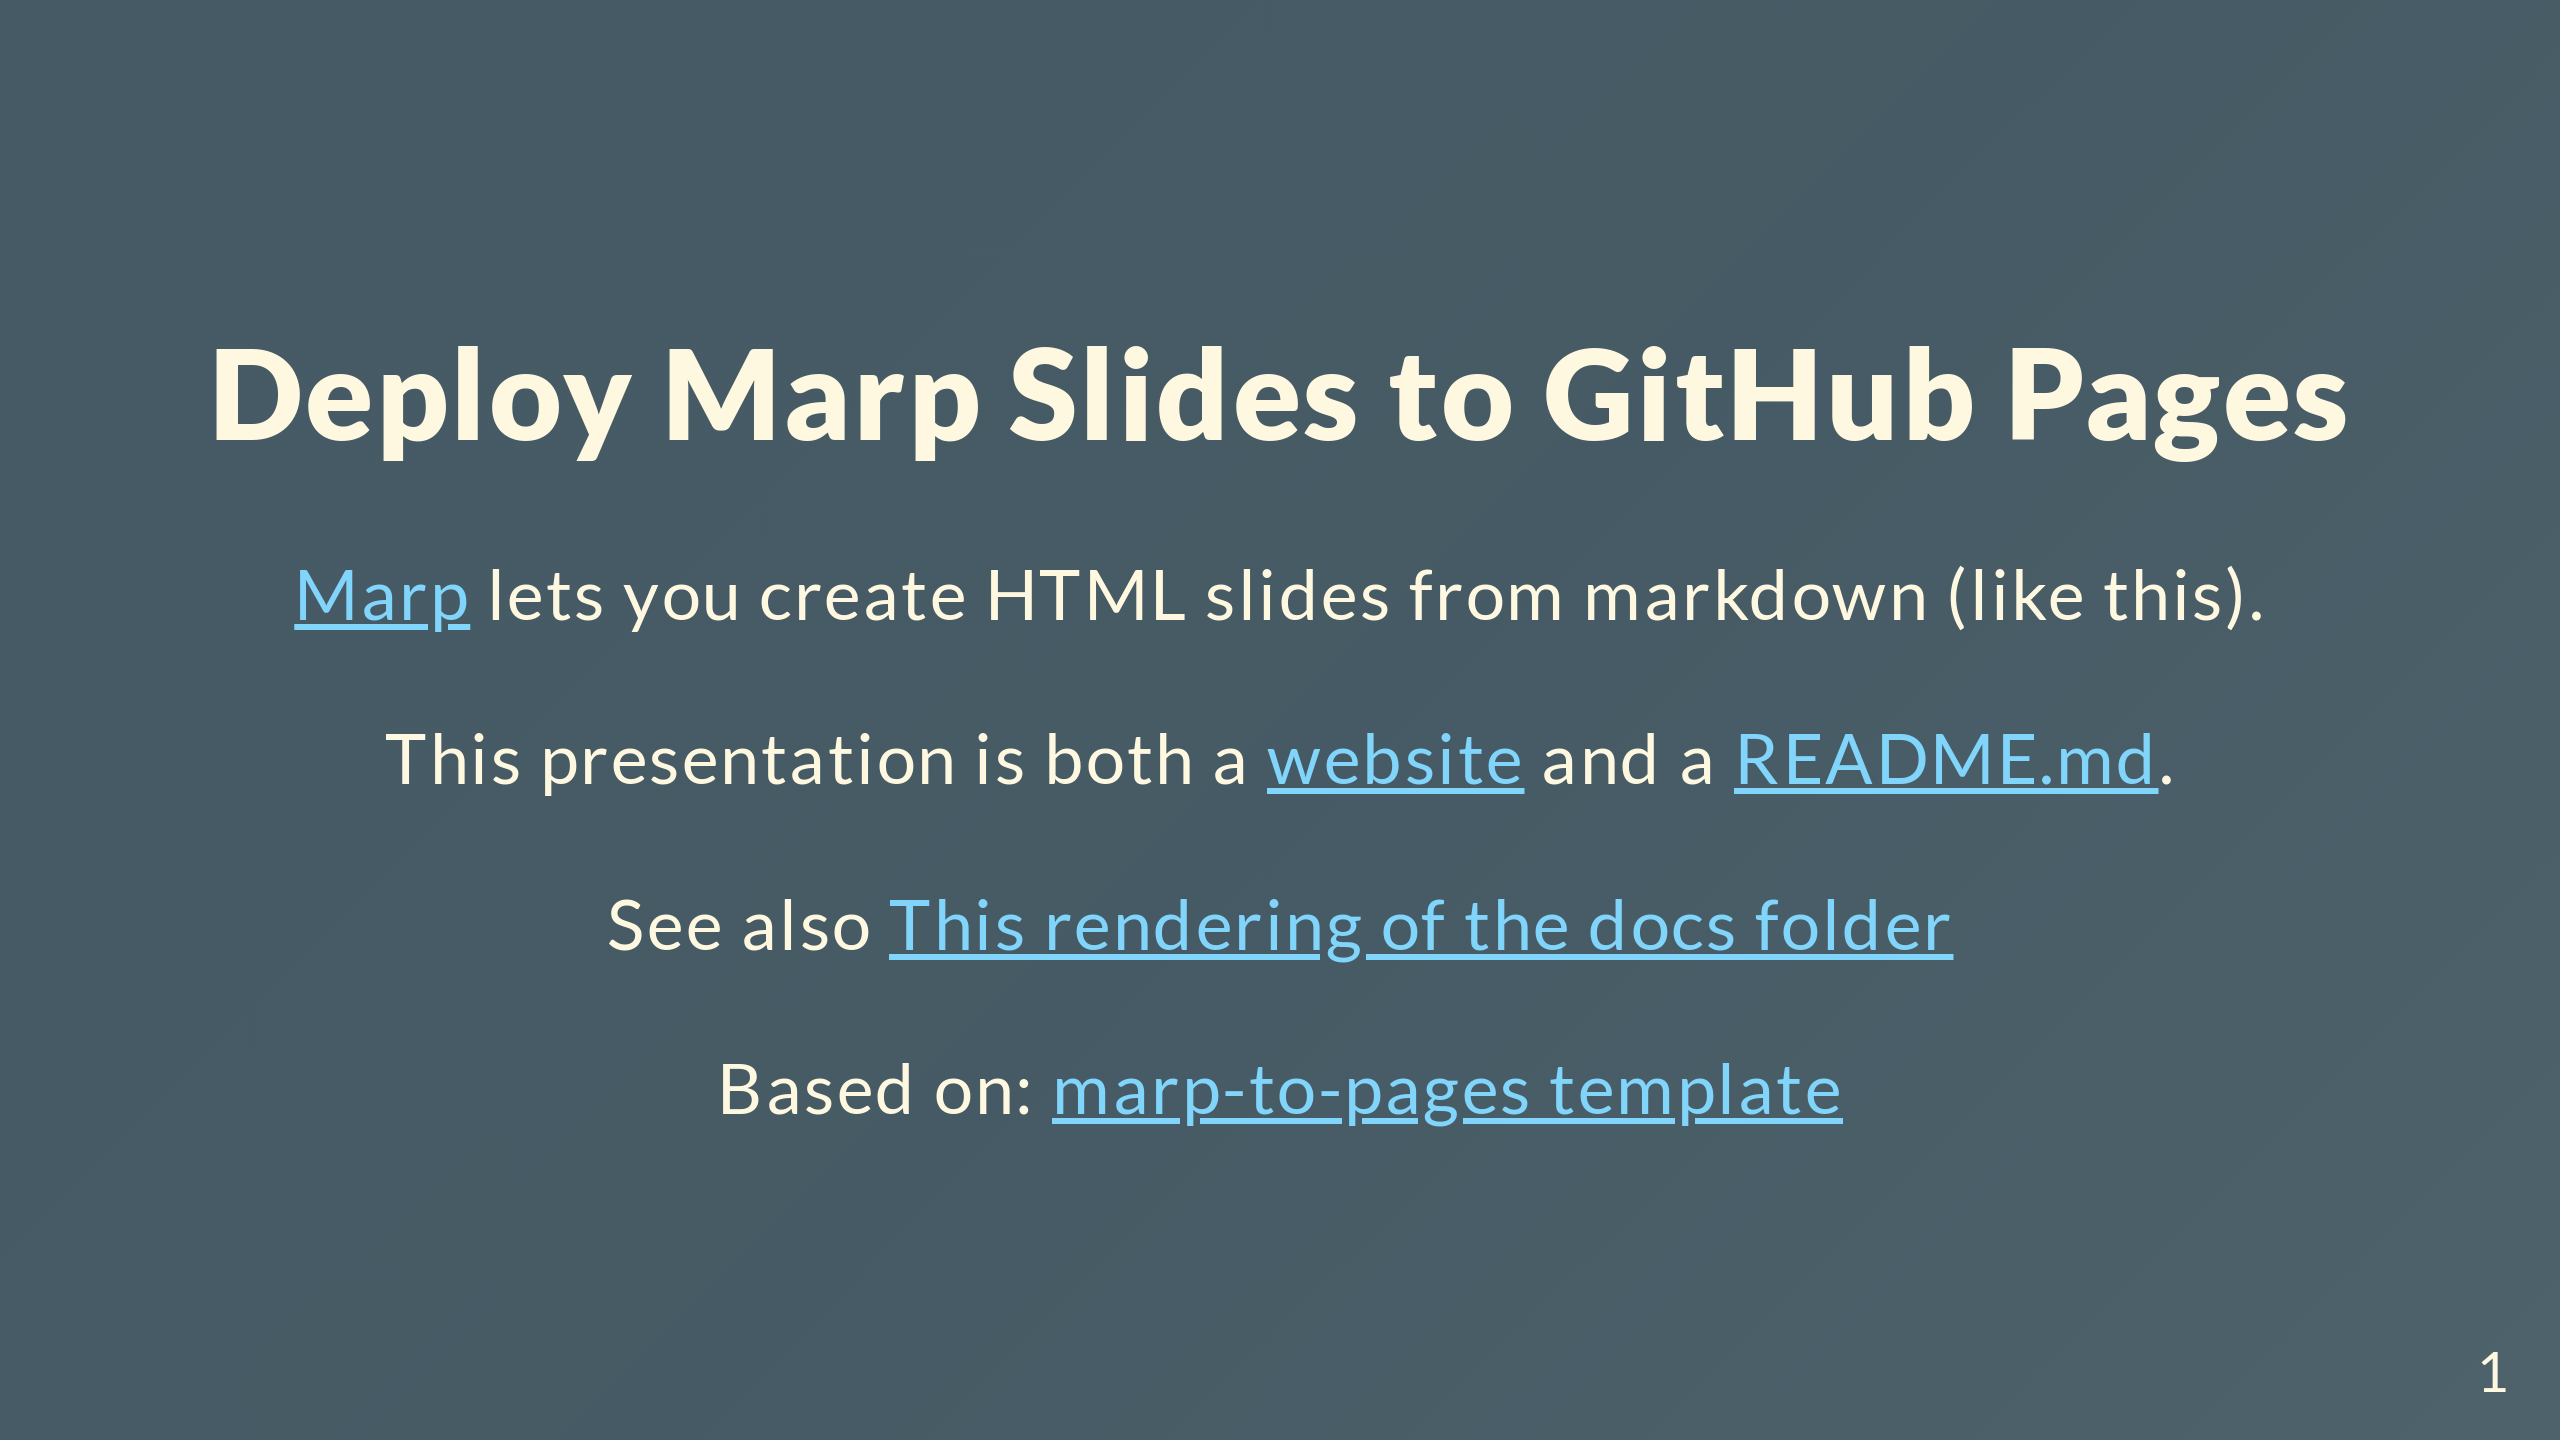 Deploy Marp Slides to GitHub Pages
Marp lets you create HTML slides from markdown (like this).
This presentation is both a website and a README.md.
See also This rendering of the docs folder
Based on: marp-to-pages template
1